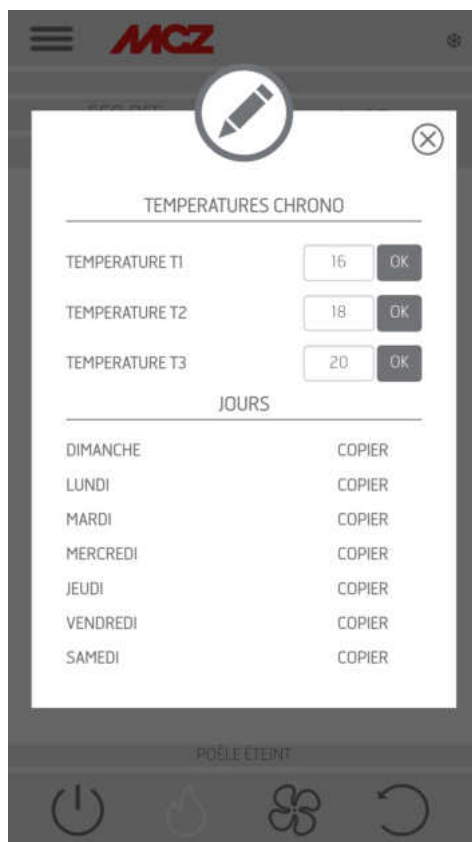 MCZ
TEMPERATURES CHRONO
TEMPERATURE T1 16 OK
TEMPERATURE T2 18 OK
TEMPERATURE T3 20 OK
JOURS
DIMANCHE COPIER
LUNDI COPIER
MARDI COPIER
MERCREDI COPIER
JEUDI COPIER
VENDREDI COPIER
SAMEDI COPIER
POÊLE ÉTEINT